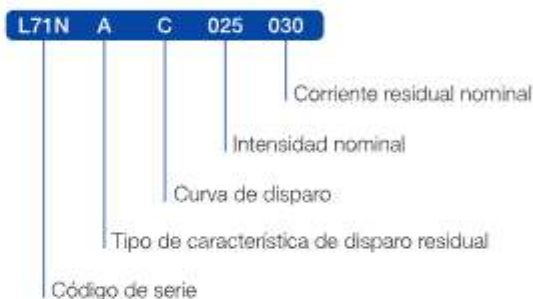 L71N A C 025 030
Corriente residual nominal
Intensidad nominal
Curva de disparo
Tipo de característica de disparo residual
Código de serie